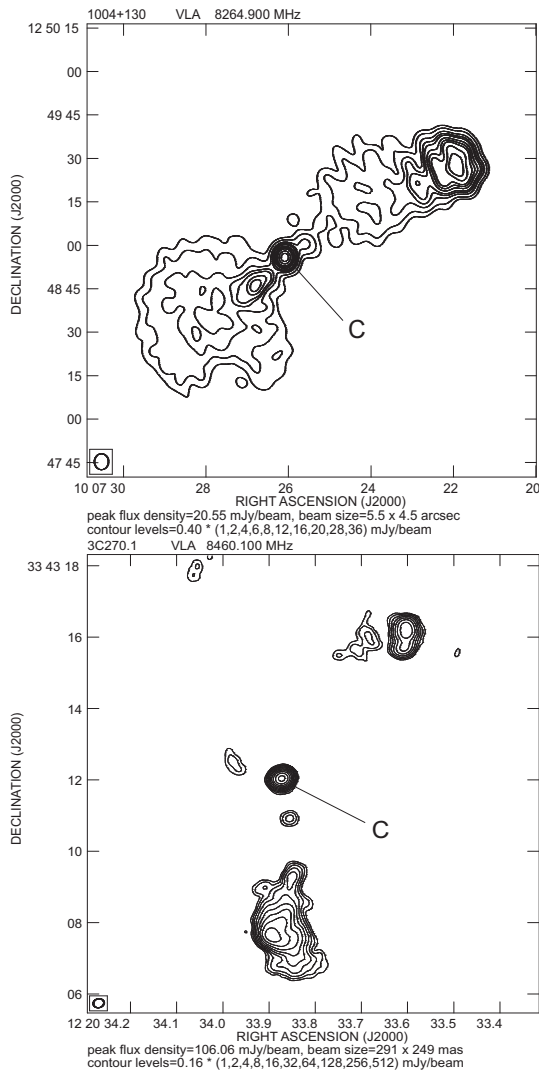 1004+130 VLA 8264.900 MHz
12 50 15
00
49 45
30
15
00
48 45
30
15
00
47 45
DECLINATION (J2000)
C
10 07 30 28 26 24 22 20
RIGHT ASCENSION (J2000)
peak flux density=20.55 mJy/beam, beam size=5.5 x 4.5 arcsec
contour levels=0.40 * (1,2,4,6,8,12,16,20,28,36) mJy/beam
3C270.1 VLA 8460.100 MHz
33 43 18
16
14
12
10
08
06
DECLINATION (J2000)
C
12 20 34.2 34.1 34.0 33.9 33.8 33.7 33.6 33.5 33.4
RIGHT ASCENSION (J2000)
peak flux density=106.06 mJy/beam, beam size=291 x 249 mas
contour levels=0.16 * (1,2,4,8,16,32,64,128,256,512) mJy/beam